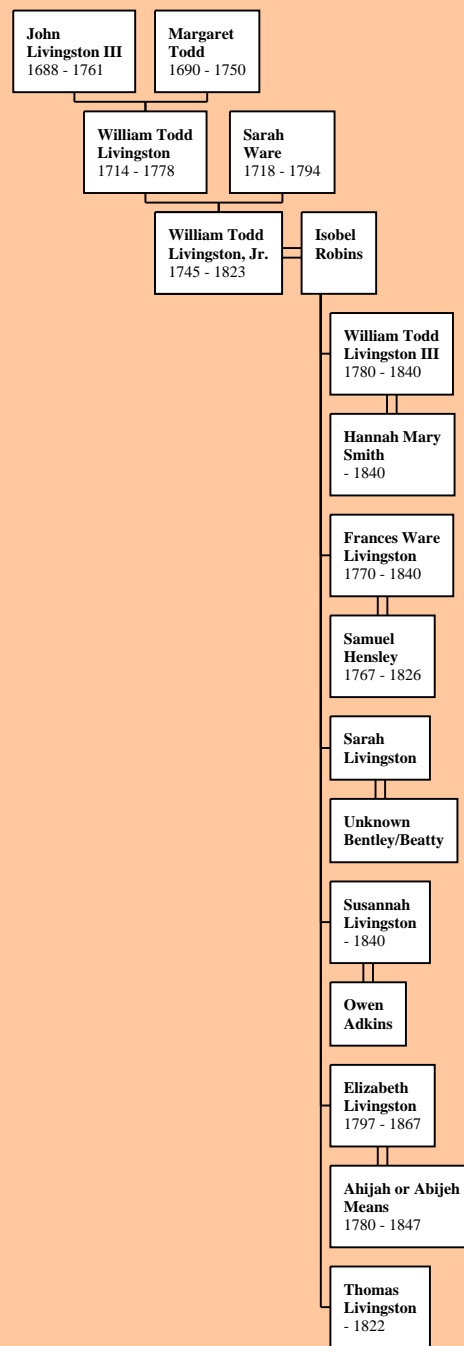 John
Livingston III
1688 - 1761
Margaret
Todd
1690 - 1750
William Todd
Livingston
1714 - 1778
Sarah
Ware
1718 - 1794
William Todd
Livingston, Jr.
1745 - 1823
Isobel
Robins
William Todd
Livingston III
1780 - 1840
Hannah Mary
Smith
- 1840
Frances Ware
Livingston
1770 - 1840
Samuel
Hensley
1767 - 1826
Sarah
Livingston
Unknown
Bentley/Beatty
Susannah
Livingston
- 1840
Owen
Adkins
Elizabeth
Livingston
1797 - 1867
Ahijah or Abijeh
Means
1780 - 1847
Thomas
Livingston
- 1822